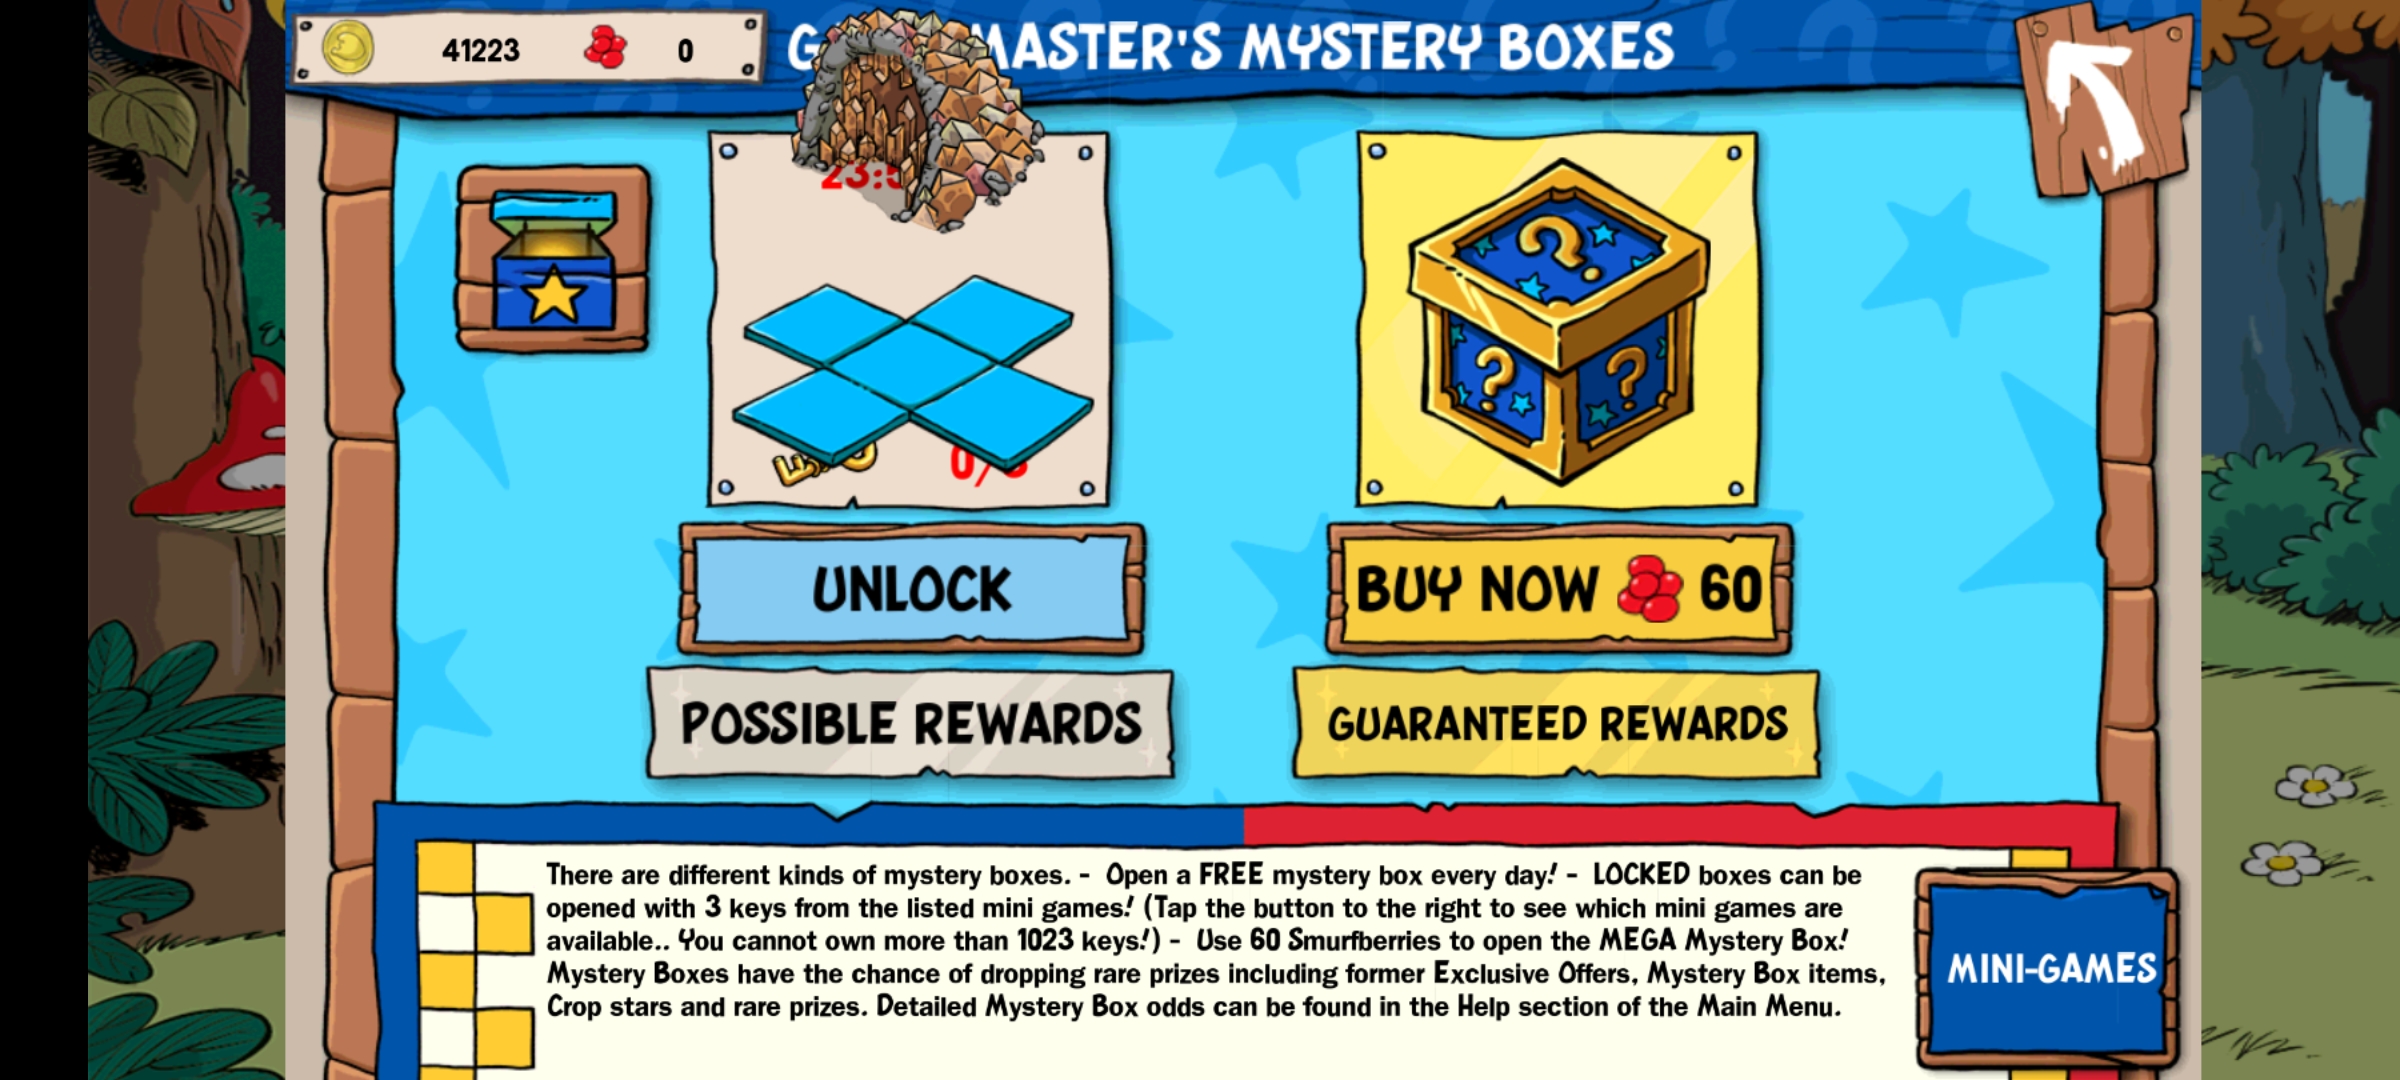 41223
0
MASTER'S MYSTERY BOXES
UNLOCK
BUY NOW 60
POSSIBLE REWARDS
GUARANTEED REWARDS
There are different kinds of mystery boxes. - Open a FREE mystery box every day! - LOCKED boxes can be
opened with 3 keys from the listed mini games! (Tap the button to the right to see which mini games are
available.. You cannot own more than 1023 keys!) - Use 60 Smurfberries to open the MEGA Mystery Box!
Mystery Boxes have the chance of dropping rare prizes including former Exclusive Offers, Mystery Box items,
Crop stars and rare prizes. Detailed Mystery Box odds can be found in the Help section of the Main Menu.
MINI-GAMES